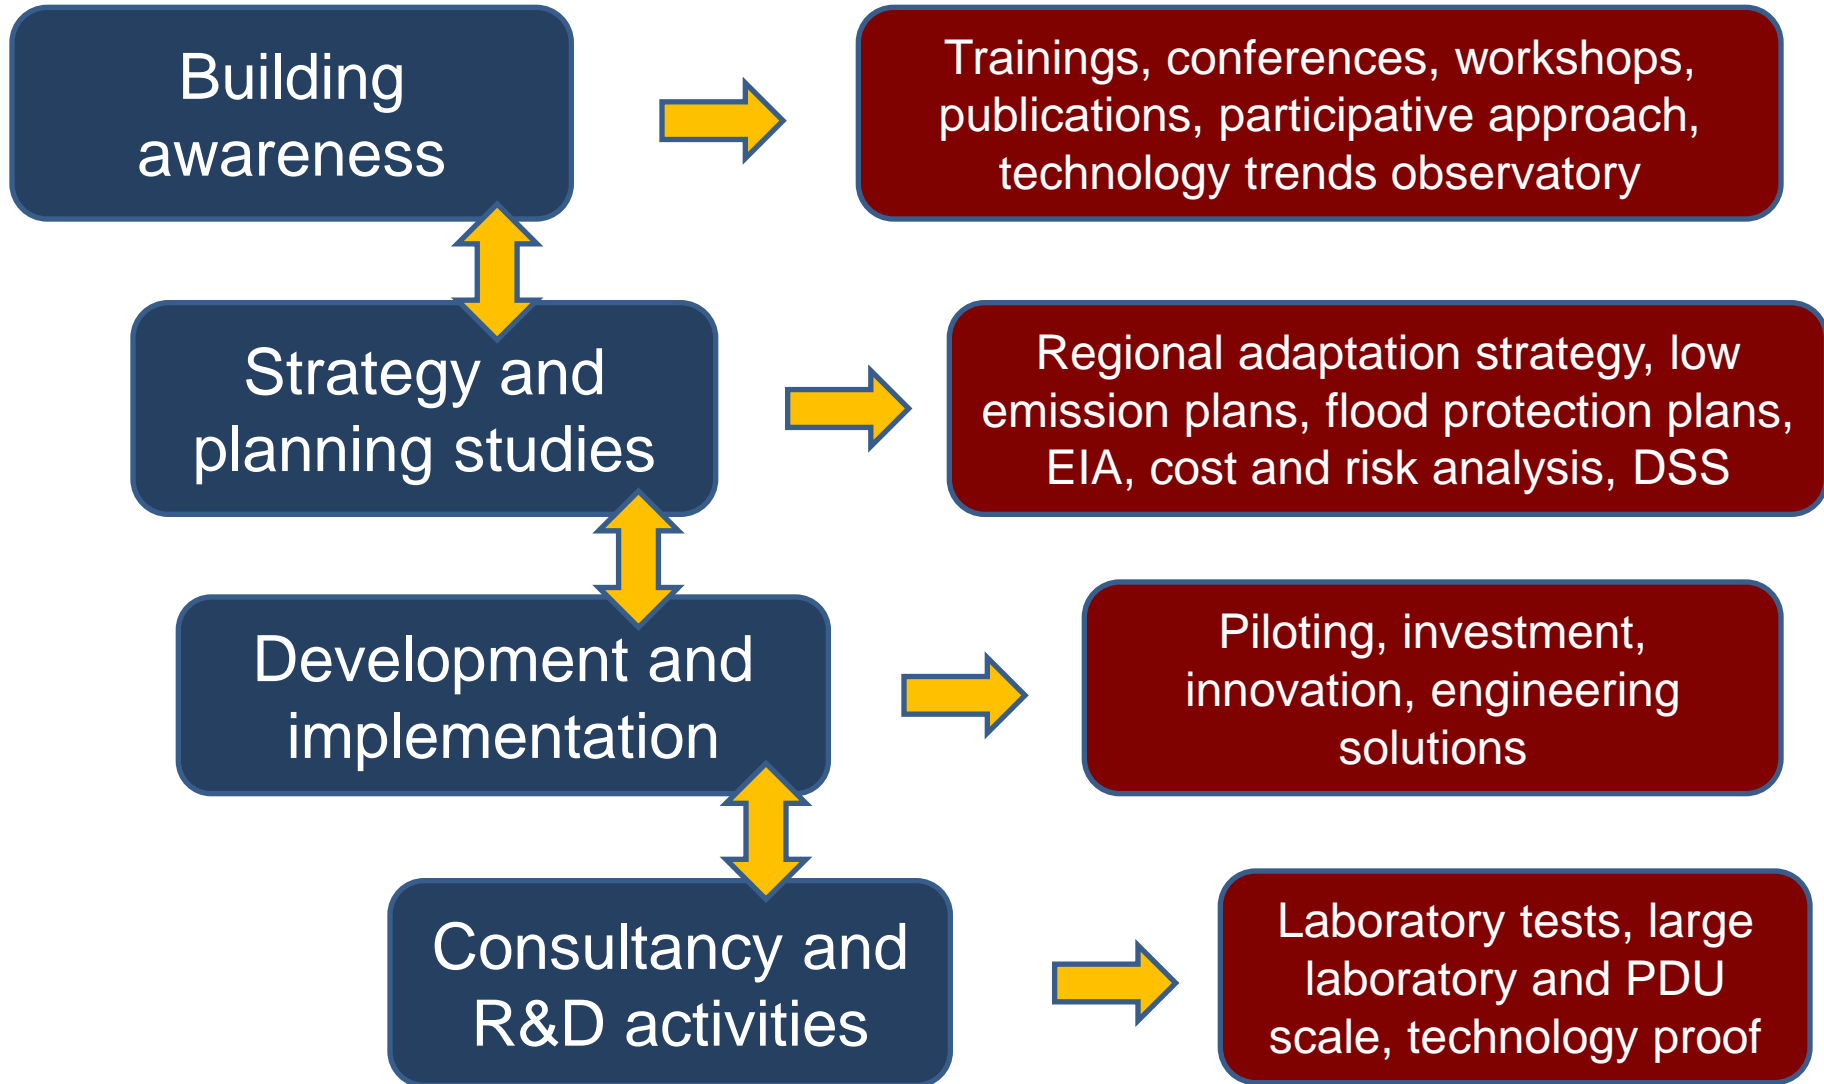 Building
awareness
Trainings, conferences, workshops,
publications, participative approach,
technology trends observatory
Strategy and
planning studies
Regional adaptation strategy, low
emission plans, flood protection plans,
EIA, cost and risk analysis, DSS
Development and
implementation
Piloting, investment,
innovation, engineering
solutions
Consultancy and
R&D activities
Laboratory tests, large
laboratory and PDU
scale, technology proof